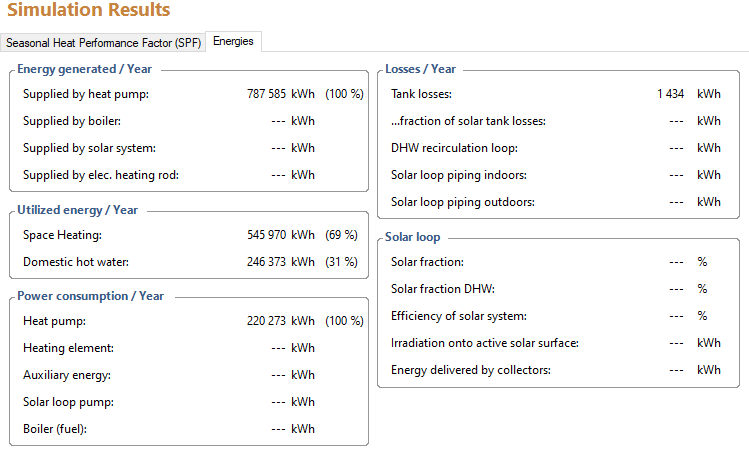 Simulation Results
Seasonal Heat Performance Factor (SPF) Energies
Energy generated / Year
Supplied by heat pump: 787 585 kWh (100 %)
Supplied by boiler: --- kWh
Supplied by solar system: --- kWh
Supplied by elec. heating rod: --- kWh
Utilized energy / Year
Space Heating: 545 970 kWh (69 %)
Domestic hot water: 246 373 kWh (31 %)
Power consumption / Year
Heat pump: 220 273 kWh (100 %)
Heating element: --- kWh
Auxiliary energy: --- kWh
Solar loop pump: --- kWh
Boiler (fuel): --- kWh
Losses / Year
Tank losses: 1 434 kWh
...fraction of solar tank losses: --- kWh
DHW recirculation loop: --- kWh
Solar loop piping indoors: --- kWh
Solar loop piping outdoors: --- kWh
Solar loop
Solar fraction: --- %
Solar fraction DHW: --- %
Efficiency of solar system: --- %
Irradiation onto active solar surface: --- kWh
Energy delivered by collectors: --- kWh